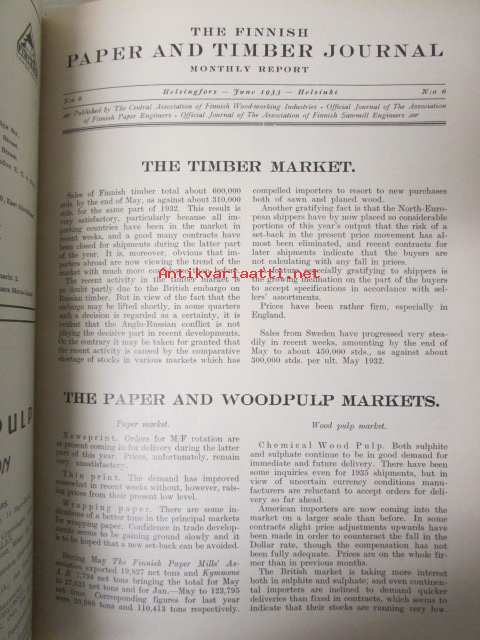 THE FINNISH
PAPER AND TIMBER JOURNAL
MONTHLY REPORT
N:o 6
Helsingfors — June 1933 — Helsinki
N:o 6
Published by The Central Association of Finnish Wood-working Industries - Official Journal of The Association
of Finnish Paper Engineers - Official Journal of The Association of Finnish Sawmill Engineers
THE TIMBER MARKET.
Sales of Finnish timber total about 600,000
stds. by the end of May, as against about 310,000
stds. for the same part of 1932. This result is
very satisfactory, particularly because all im-
porting countries have been in the market in
recent weeks, and a good many contracts have
been closed for shipments during the latter part
of the year. It is, moreover, obvious that im-
porters abroad are now viewing the trend of the
market with much more
The recent activity in the timber market is
no doubt partly due to the British embargo on
Russian timber. But in view of the fact that the
embargo may be lifted shortly, in some quarters
such a decision is regarded as a certainty, it is
evident that the Anglo-Russian conflict is not
playing the decisive part in recent developments.
On the contrary it may be taken for granted that
the recent activity is caused by the comparative
shortage of stocks in various markets which has
compelled importers to resort to new purchases
both of sawn and planed wood.
Another gratifying fact is that the North-Euro-
pean shippers have by now placed so considerable
portions of this year's output that the risk of a
set-back in the present price movement has al-
most been eliminated, and recent contracts for
later shipments indicate that the buyers are
not calculating with any fall in prices.
especially gratifying to shippers is
the growing inclination on the part of the buyers
to accept specifications in accordance with sel-
lers' assortments.
Prices have been rather firm, especially in
England.
Sales from Sweden have progressed very stea-
dily in recent weeks, amounting by the end of
May to about 450,000 stds., as against about
300,000 stds. per ult. May 1932.
Antikvariaatti.net
THE PAPER AND WOODPULP MARKETS.
Paper market.
Newsprint. Orders for M/F rotation are
at present coming in for delivery during the latter
part of this year. Prices, unfortunately, remain
very unsatisfactory.
Thin print. The demand has improved
somewhat in recent weeks without, however, rais-
ing prices from their present low level.
Wrapping paper. There are some in-
dications of a better tone in the principal markets
for wrapping paper. Confidence in trade develop-
ments seems to be gaining ground slowly and it
is to be hoped that a new set-back can be avoided.
During May The Finnish Paper Mills' As-
sociation exported 19,827 net tons and Kymmene
A B 7,794 net tons bringing the total for May
to 27,621 net tons and for Jan.—May to 123,795
net tons. Corresponding figures for last year
were 20,986 tons and 110,413 tons respectively.
Wood pulp market.
Chemical Wood Pulp. Both sulphite
and sulphate continue to be in good demand for
immediate and future delivery. There have been
some inquiries even for 1935 shipments, but in
view of uncertain currency conditions manu-
facturers are reluctant to accept orders for deli-
very so far ahead.
American importers are now coming into the
market on a larger scale than before. In some
contracts slight price adjustments upwards have
been made in order to counteract the fall in the
Dollar rate, though the compensation has not
been fully adequate. Prices are on the whole fir-
mer than in previous months.
The British market is taking more interest
both in sulphite and sulphate; and even continen-
tal importers are inclined to demand quicker
deliveries than fixed in contracts, which seems to
indicate that their stocks are running very low.